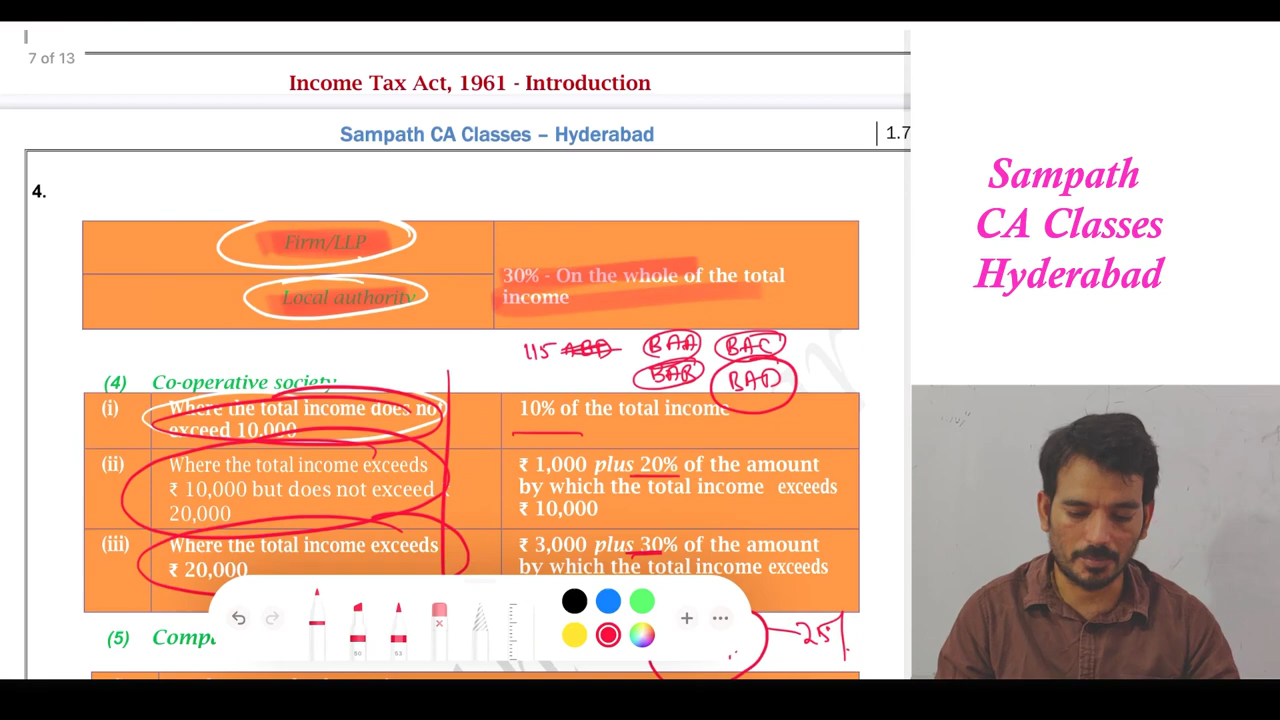 7 of 13
Income Tax Act, 1961 - Introduction
Sampath CA Classes – Hyderabad
1.7
4.
Firm/LLP
Local authority
30% - On the whole of the total
income
115 BAA BAC
BAB BAD
(4) Co-operative society
(i) Where the total income does no
exceed 10,000
10% of the total income
(ii) Where the total income exceeds
₹ 10,000 but does not exceed
20,000
₹ 1,000 plus 20% of the amount
by which the total income exceeds
₹ 10,000
(iii) Where the total income exceeds
₹ 20,000
₹ 3,000 plus 30% of the amount
by which the total income exceeds
(5) Comp
25%
Sampath
CA Classes
Hyderabad